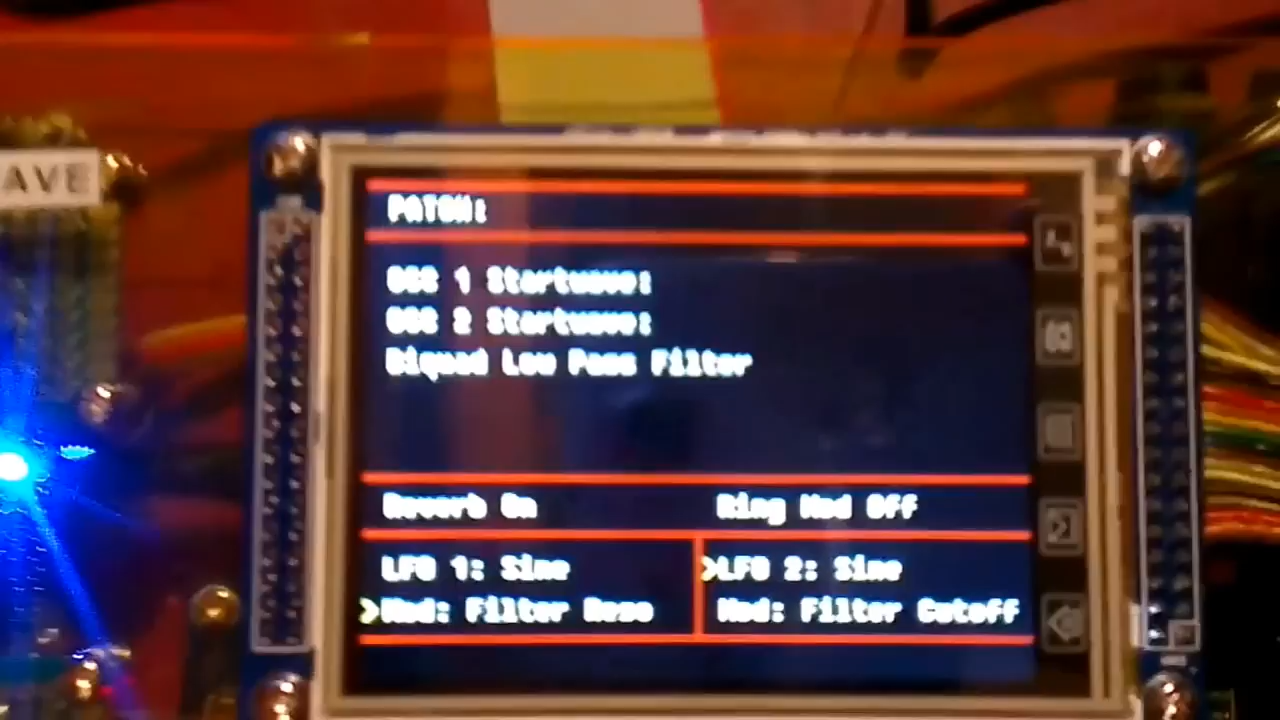 AVE
PATCH:
OSC 1 Startwave:
OSC 2 Startwave:
Biquad Low Pass Filter
Reverb On
Ring Mod Off
LFO 1: Sine
>LFO 2: Sine
>Mod: Filter Reso
Mod: Filter Cutoff